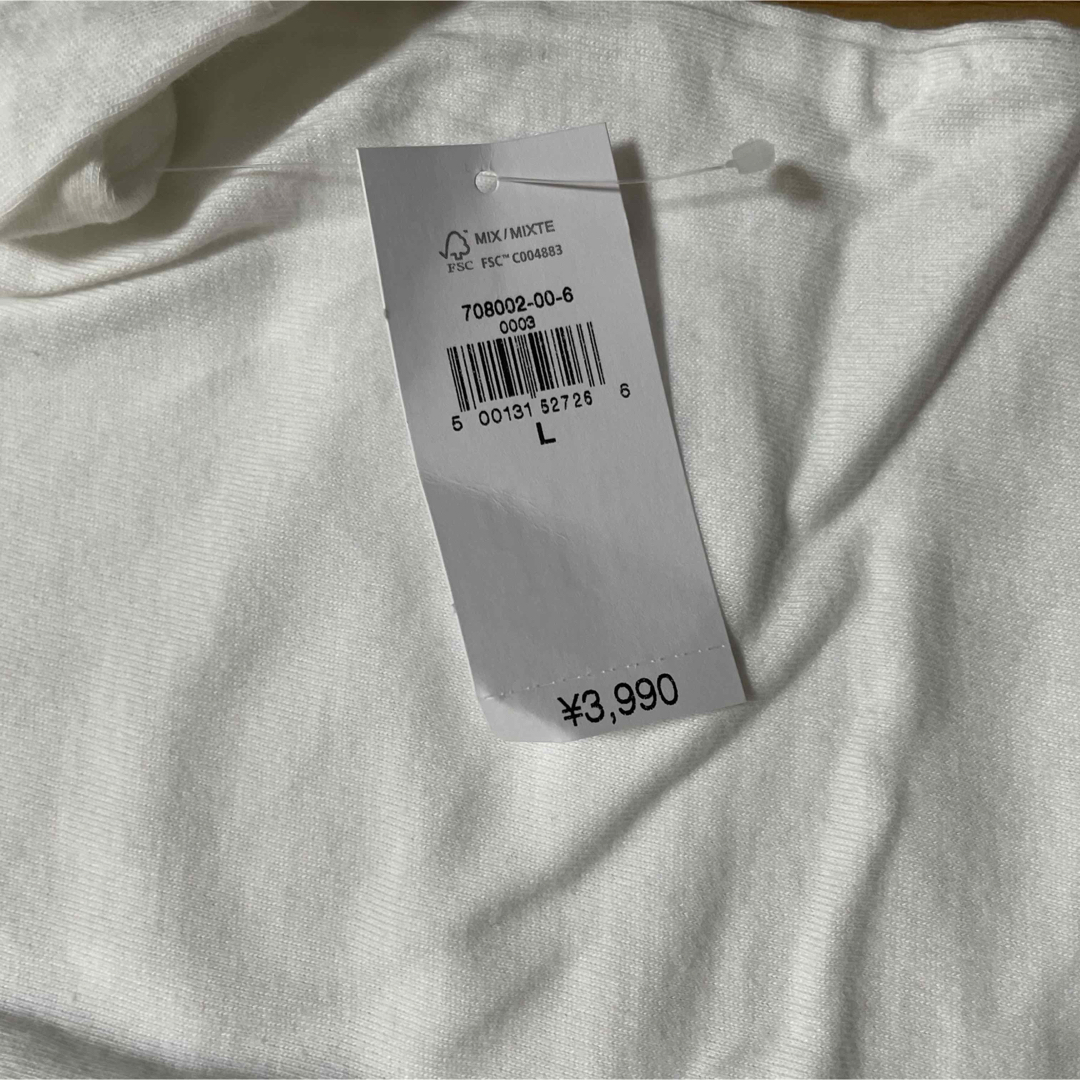 MIX / MIXTE
FSC FSC™ C004883
708002-00-6
0003
5 00131 52726 6
L
¥3,990